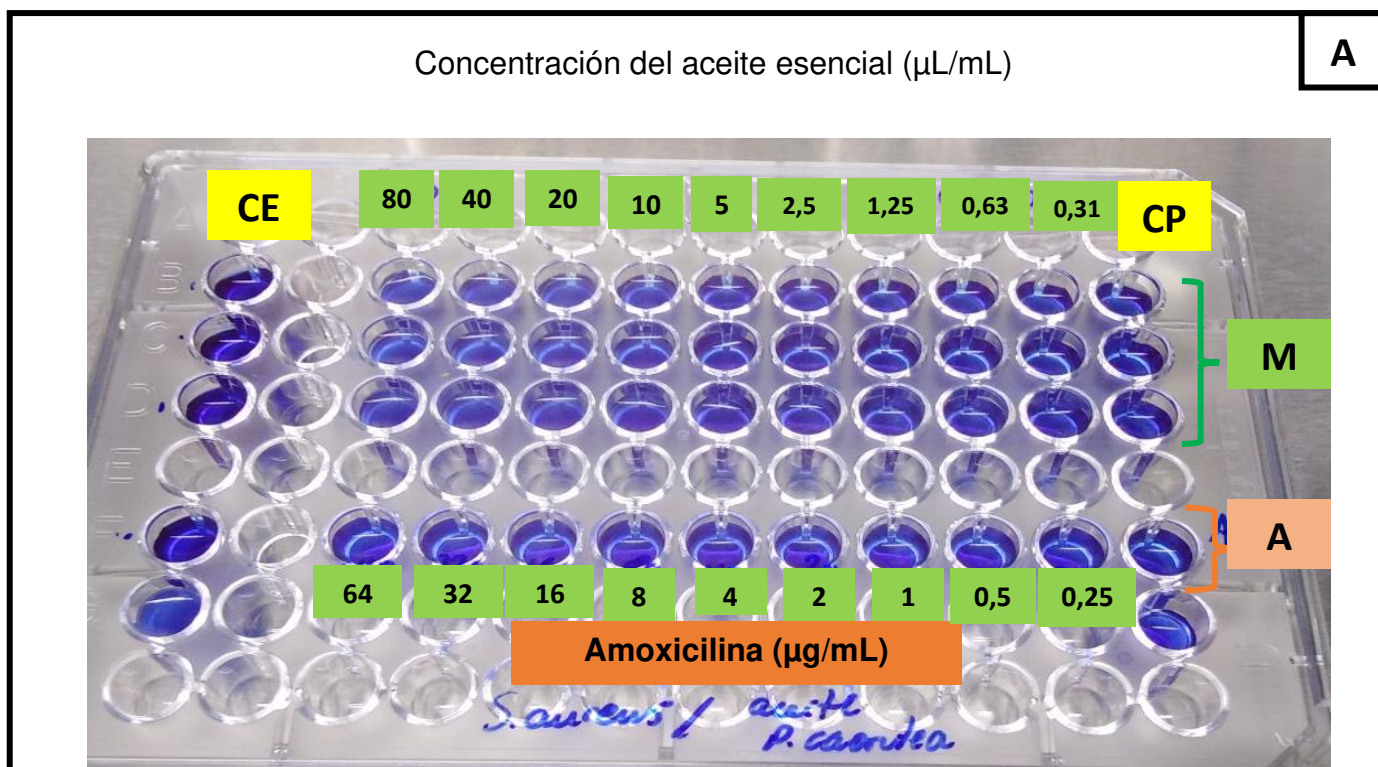 Concentración del aceite esencial (µL/mL)
A
CE 80 40 20 10 5 2,5 1,25 0,63 0,31 CP
B
C
M
D
E
F
A
64 32 16 8 4 2 1 0,5 0,25
Amoxicilina (µg/mL)
S. aureus / aceite
P. caerulea